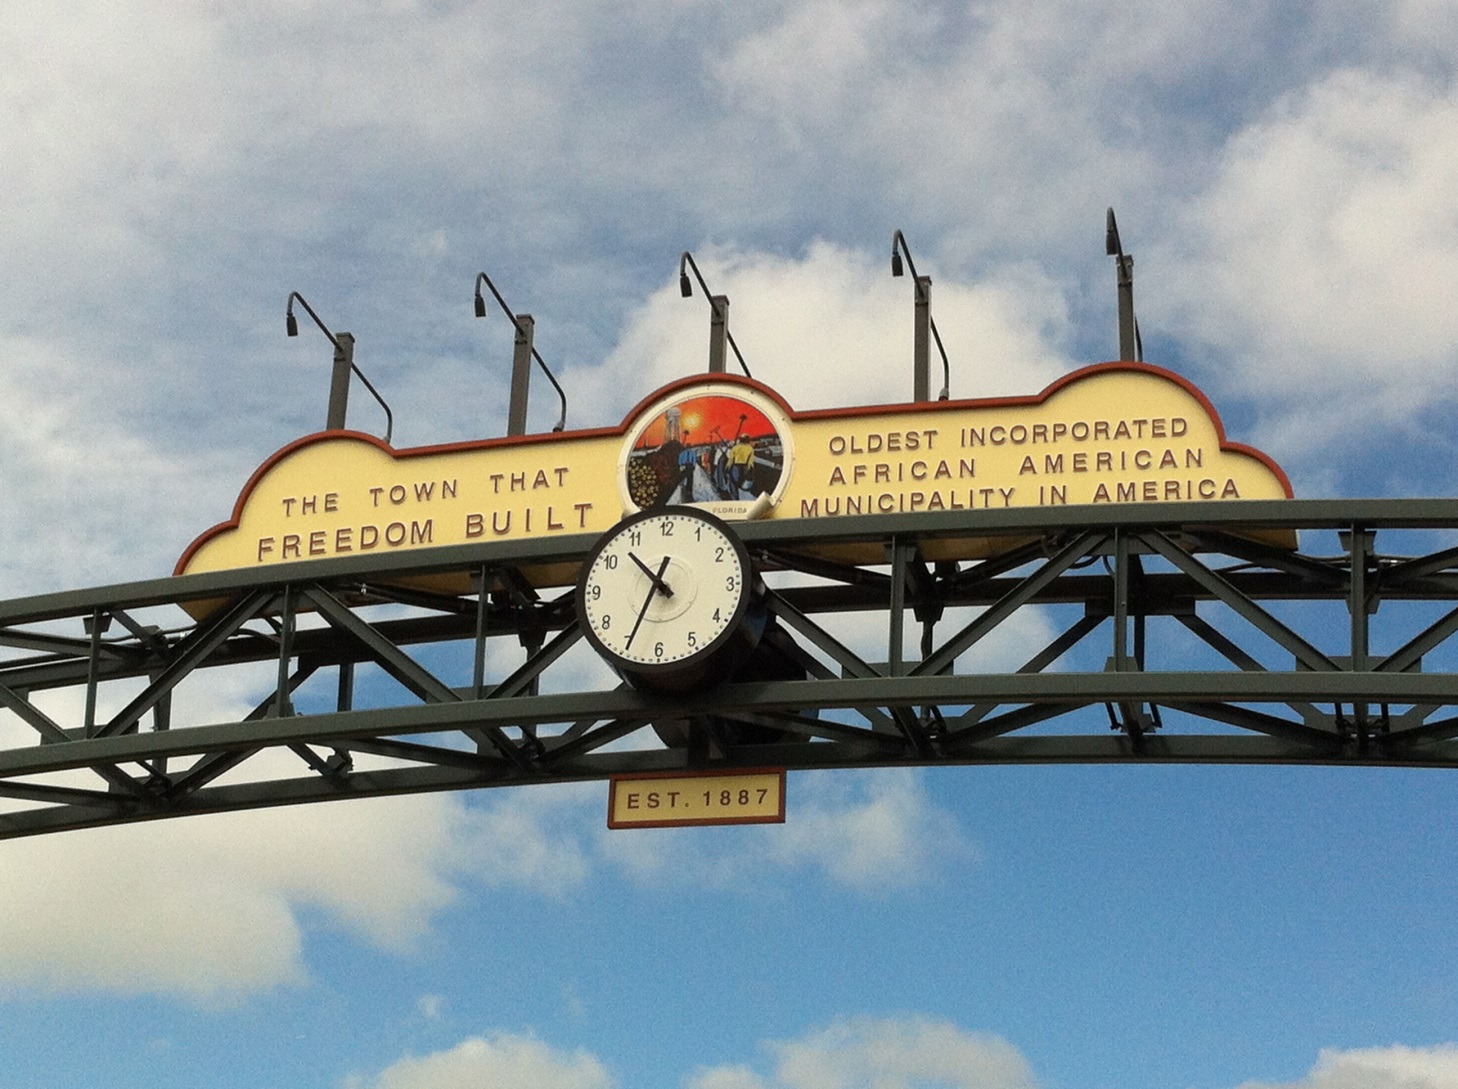 THE TOWN THAT
FREEDOM BUILT
OLDEST INCORPORATED
AFRICAN AMERICAN
MUNICIPALITY IN AMERICA
FLORIDA
12
1
2
3
4
5
6
8
9
10
11
EST. 1887